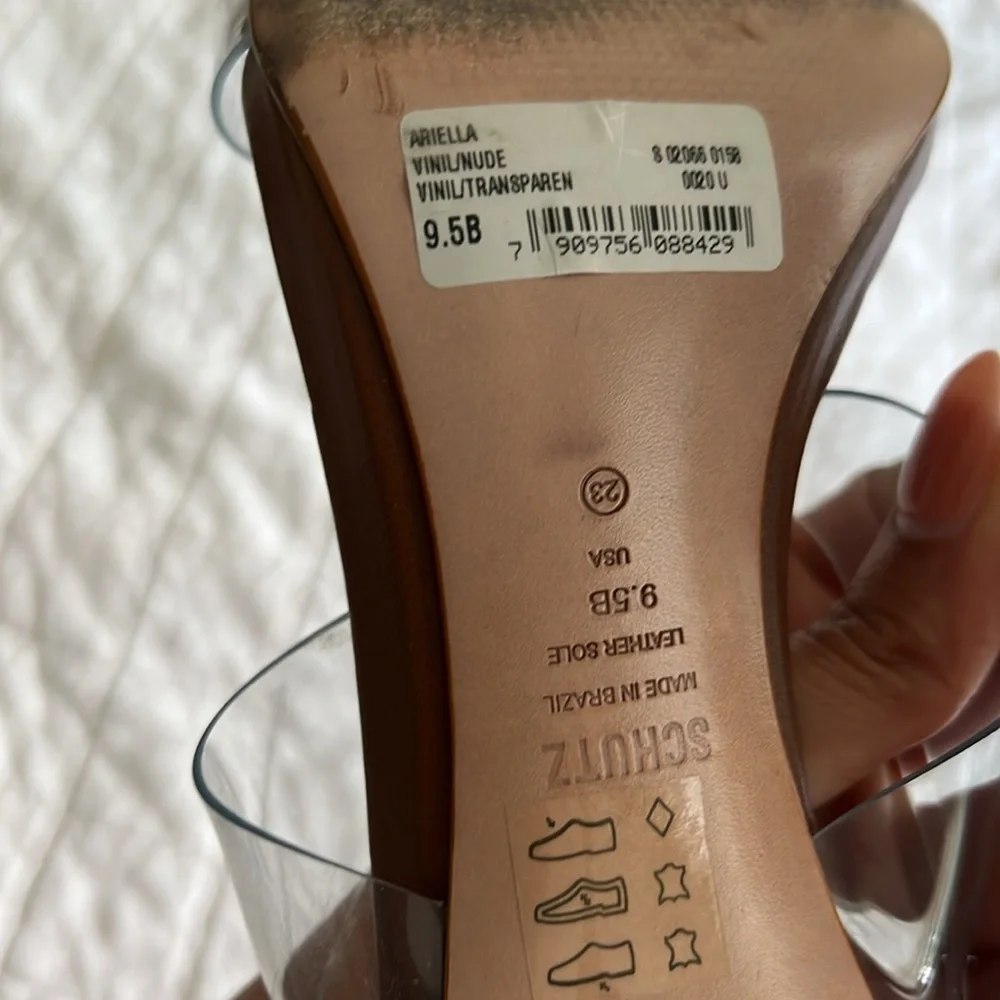 ARIELLA
VINIL/NUDE
VINIL/TRANSPAREN
S 02066 0158
0020 U
9.5B
7 909756 088429
23
USA
9.5B
LEATHER SOLE
MADE IN BRAZIL
SCHUTZ